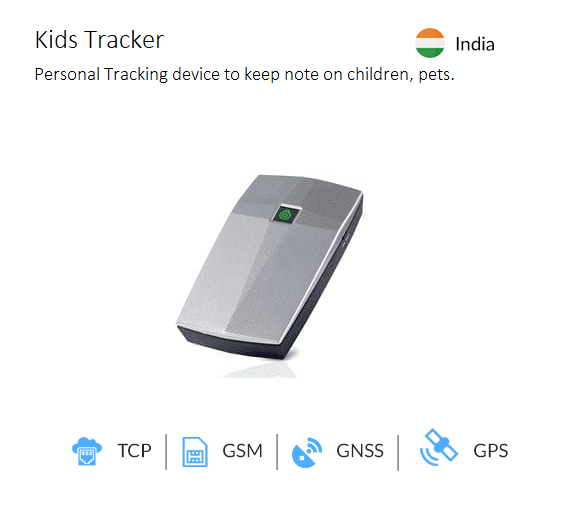 Kids Tracker
India
Personal Tracking device to keep note on children, pets.
TCP
GSM
GNSS
GPS